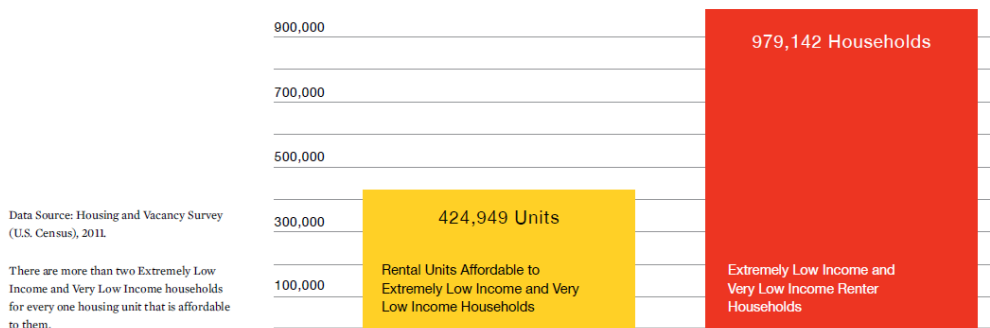 900,000
700,000
500,000
300,000
100,000
979,142 Households
424,949 Units
Rental Units Affordable to
Extremely Low Income and Very
Low Income Households
Extremely Low Income and
Very Low Income Renter
Households
Data Source: Housing and Vacancy Survey
(U.S. Census), 2011.
There are more than two Extremely Low
Income and Very Low Income households
for every one housing unit that is affordable
to them.